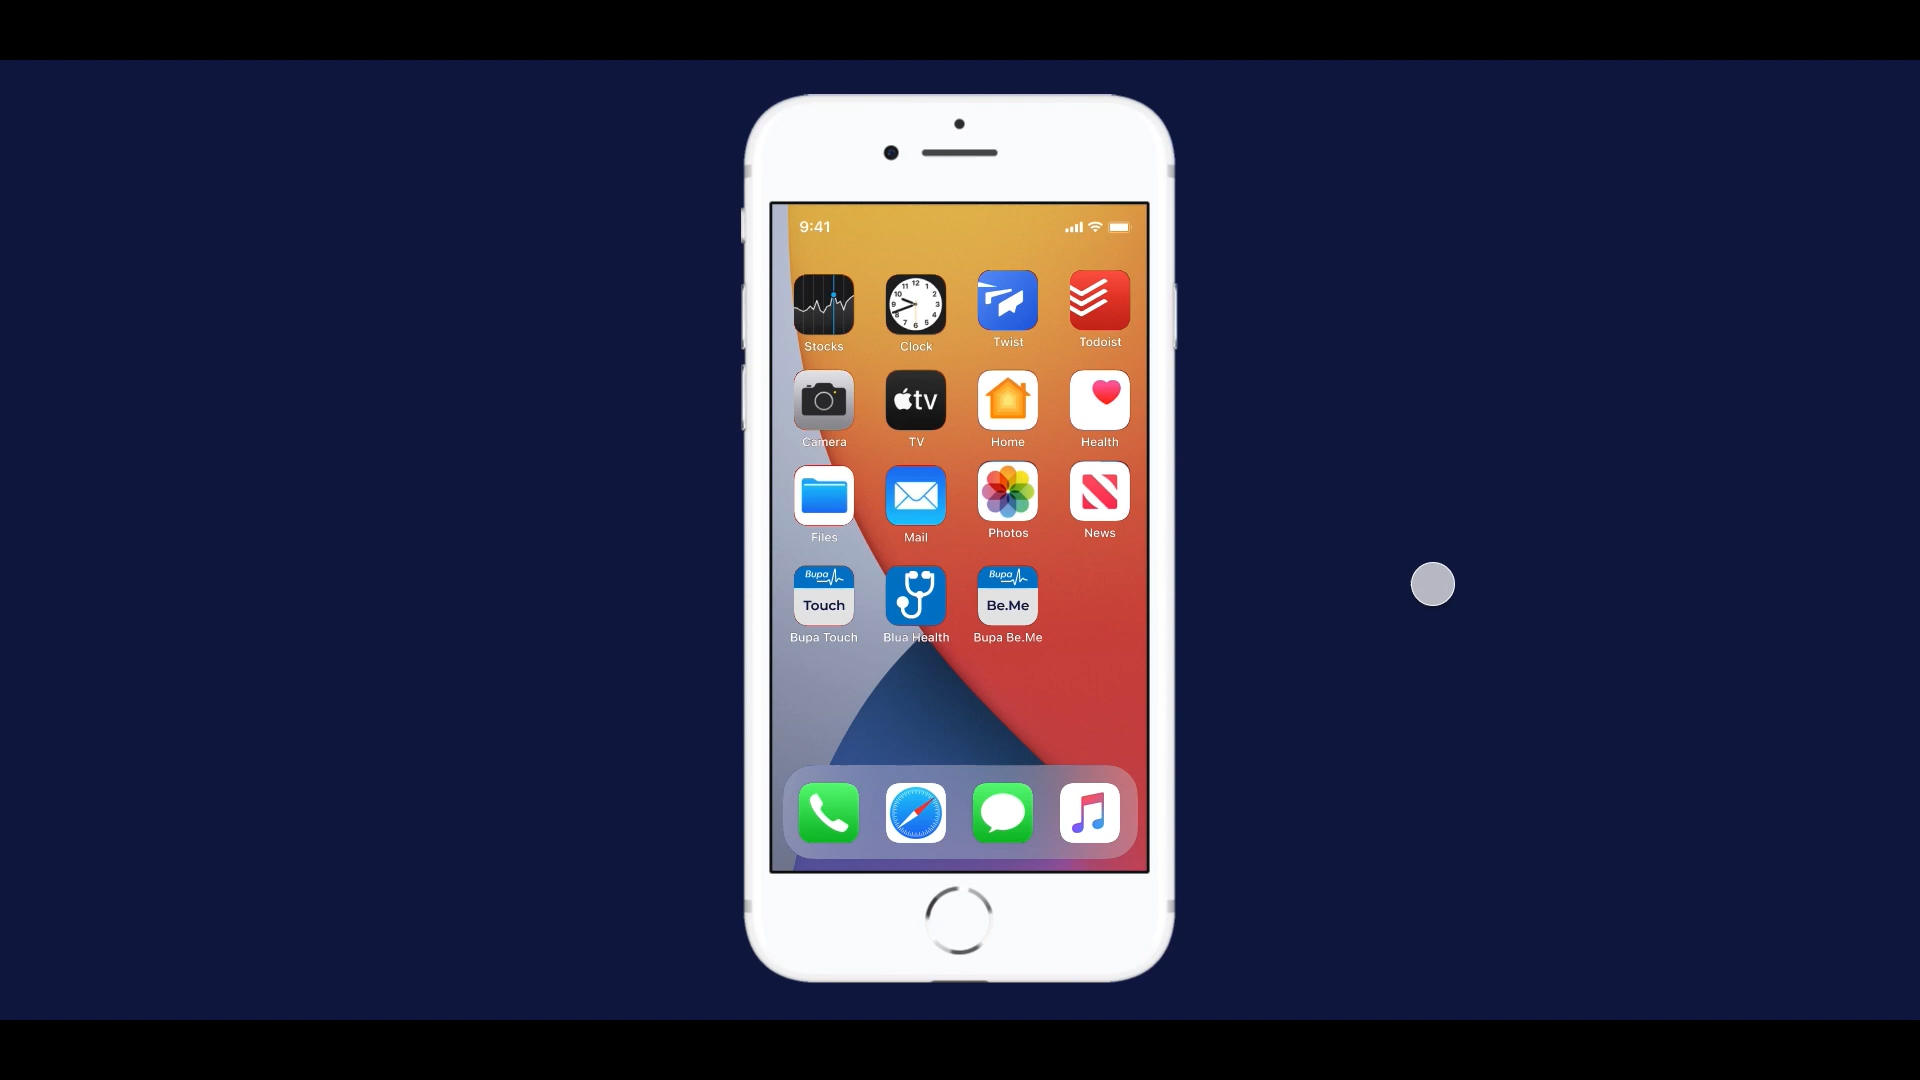 9:41
Stocks
Clock
Twist
Todoist
tv
Camera
TV
Home
Health
Files
Mail
Photos
News
Bupa
Touch
Bupa
Be.Me
Bupa Touch
Blua Health
Bupa Be.Me